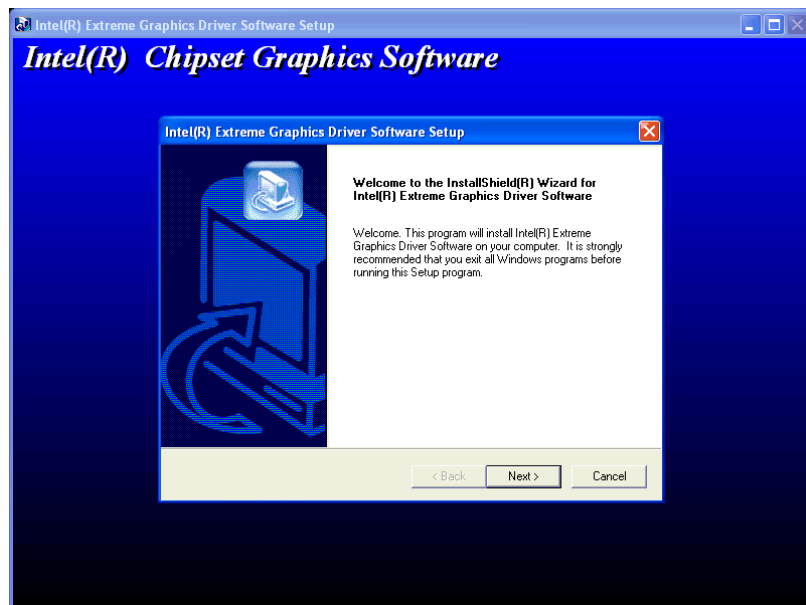 Intel(R) Extreme Graphics Driver Software Setup
Intel(R) Chipset Graphics Software
Intel(R) Extreme Graphics Driver Software Setup
Welcome to the InstallShield(R) Wizard for
Intel(R) Extreme Graphics Driver Software
Welcome. This program will install Intel(R) Extreme
Graphics Driver Software on your computer. It is strongly
recommended that you exit all Windows programs before
running this Setup program.
< Back Next > Cancel